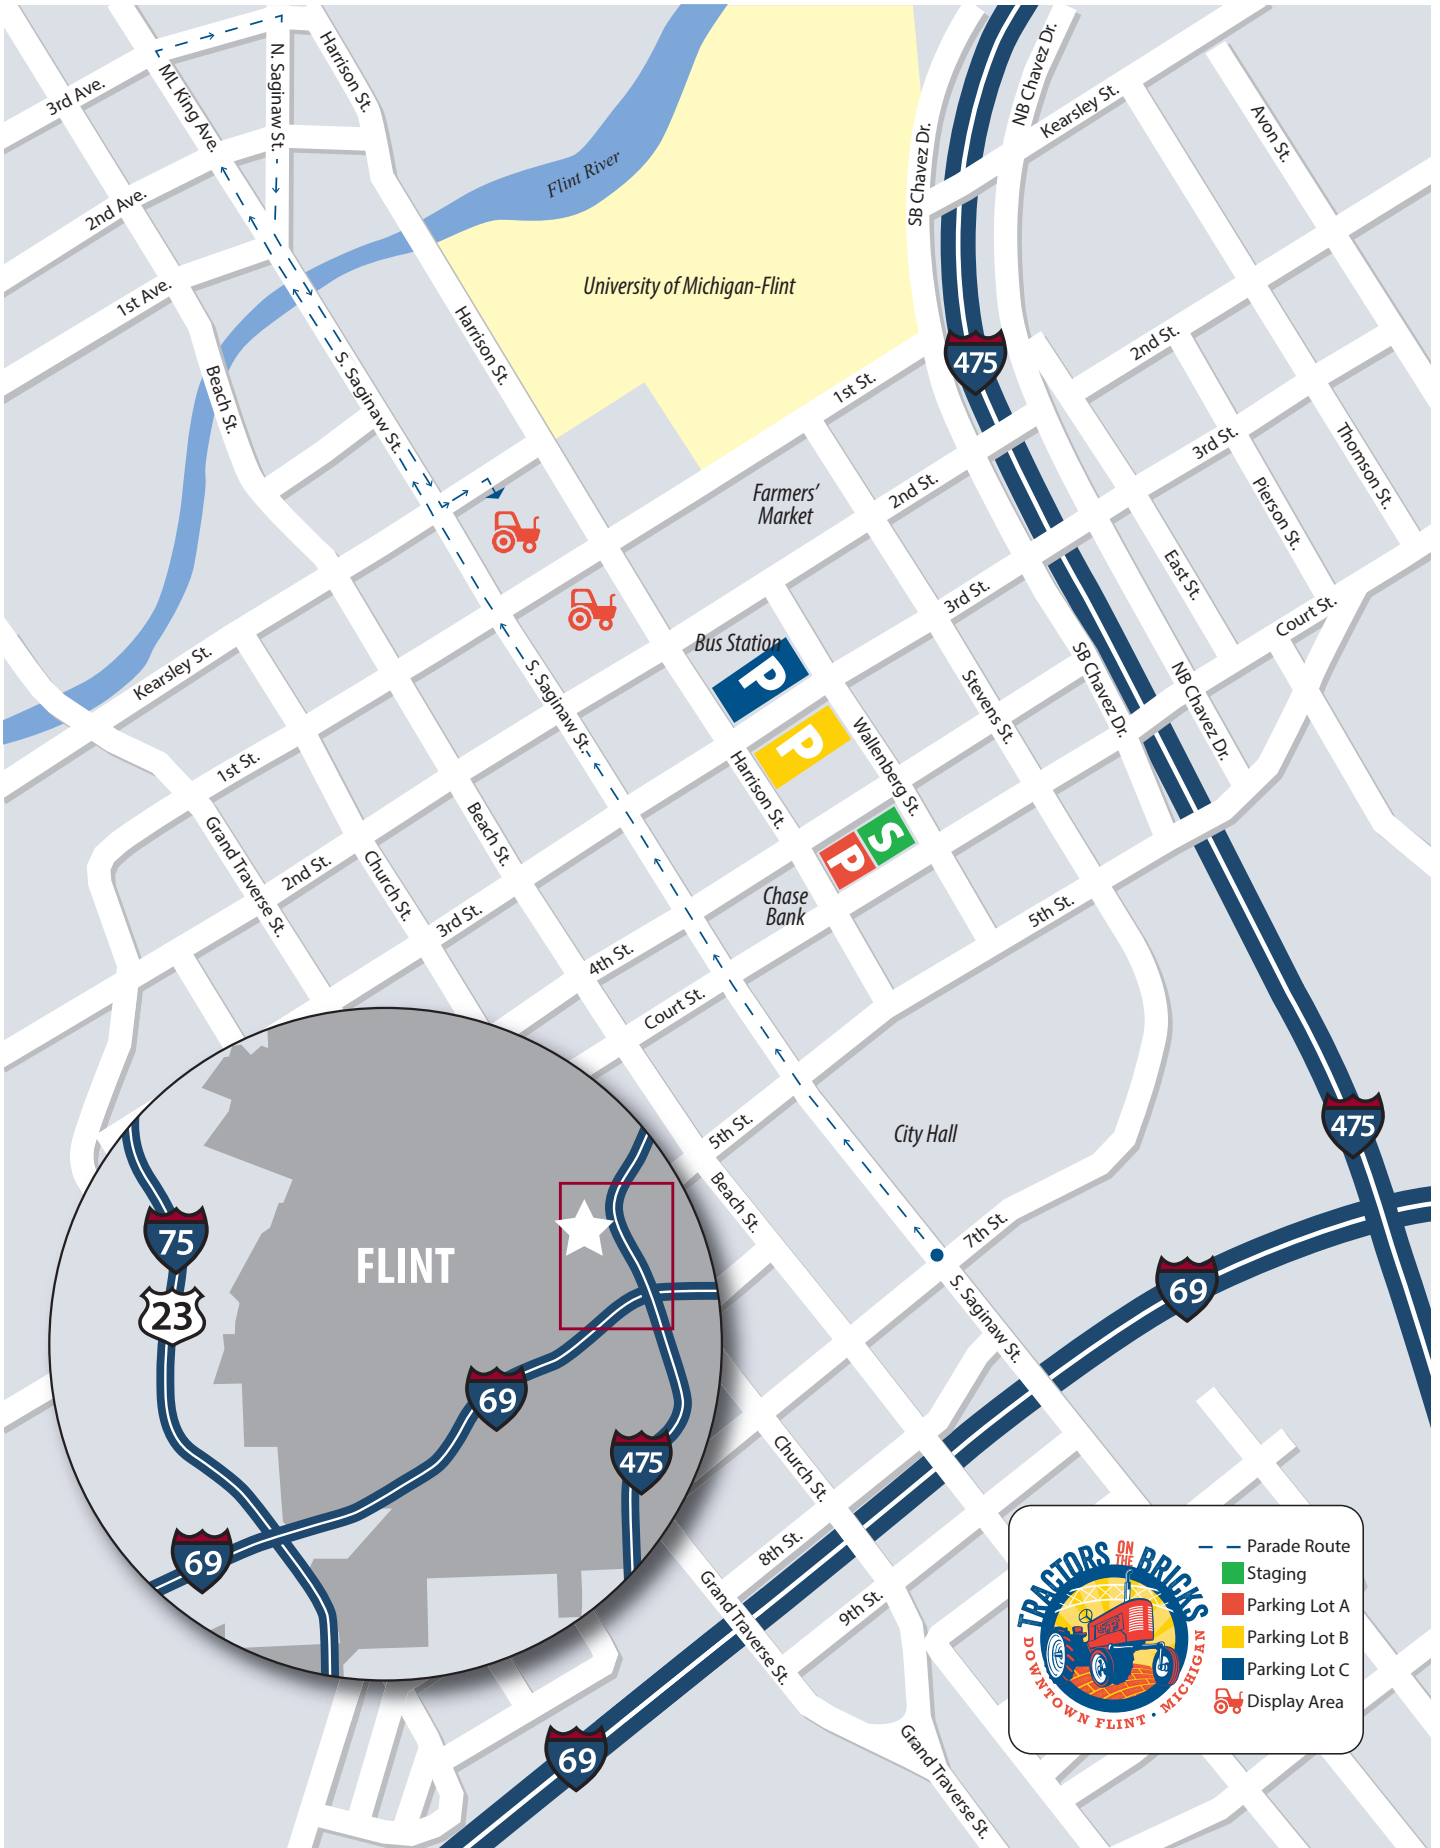 3rd Ave.
ML King Ave.
N. Saginaw St.
Harrison St.
2nd Ave.
1st Ave.
Flint River
SB Chavez Dr.
NB Chavez Dr.
Kearsley St.
Avon St.
University of Michigan-Flint
Harrison St.
S. Saginaw St.
Beach St.
475
1st St.
2nd St.
3rd St.
Thomson St.
Pierson St.
Farmers'
Market
2nd St.
3rd St.
East St.
Court St.
Bus Station
P
P
S
P
Kearsley St.
S. Saginaw St.
Stevens St.
SB Chavez Dr.
NB Chavez Dr.
Wallenberg St.
Harrison St.
1st St.
Grand Traverse St.
2nd St.
Church St.
Beach St.
3rd St.
4th St.
Court St.
Chase
Bank
5th St.
City Hall
475
5th St.
Beach St.
7th St.
S. Saginaw St.
69
FLINT
75
23
69
475
69
Church St.
8th St.
9th St.
Grand Traverse St.
Grand Traverse St.
69
TRACTORS ON THE BRICKS
DOWNTOWN FLINT • MICHIGAN
Parade Route
Staging
Parking Lot A
Parking Lot B
Parking Lot C
Display Area